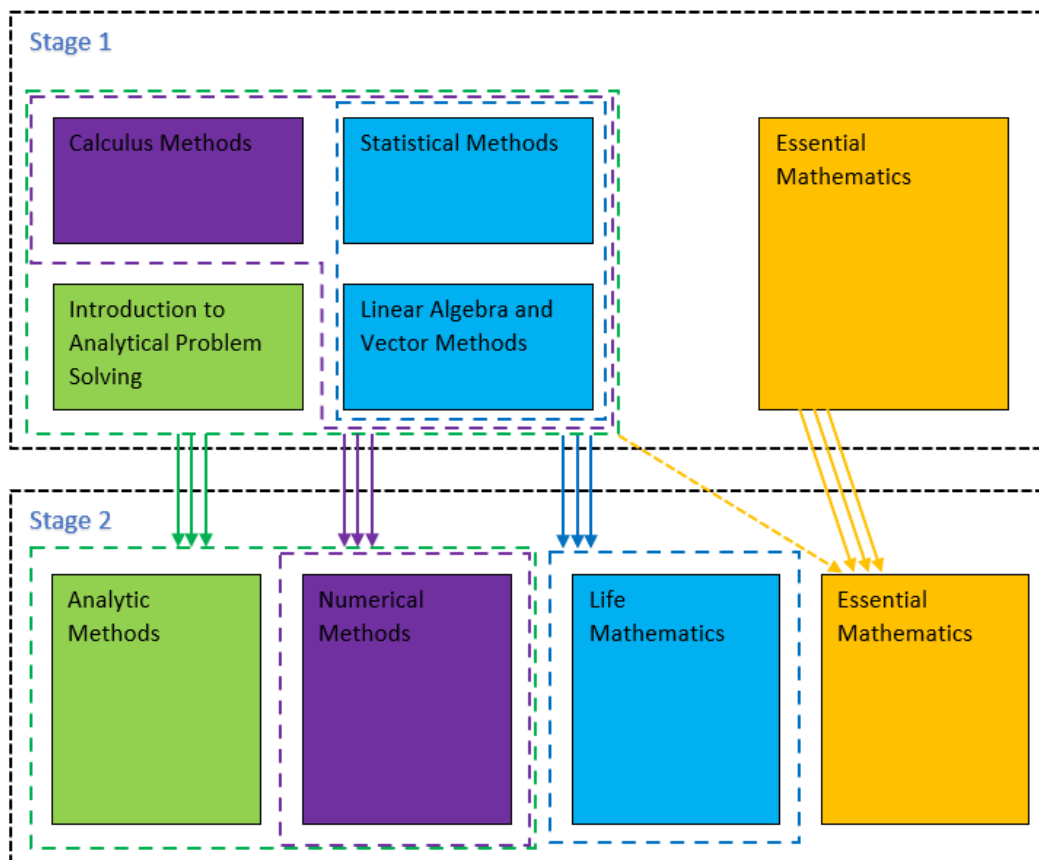 Stage 1
Calculus Methods
Statistical Methods
Essential
Mathematics
Introduction to
Analytical Problem
Solving
Linear Algebra and
Vector Methods
Stage 2
Analytic
Methods
Numerical
Methods
Life
Mathematics
Essential
Mathematics